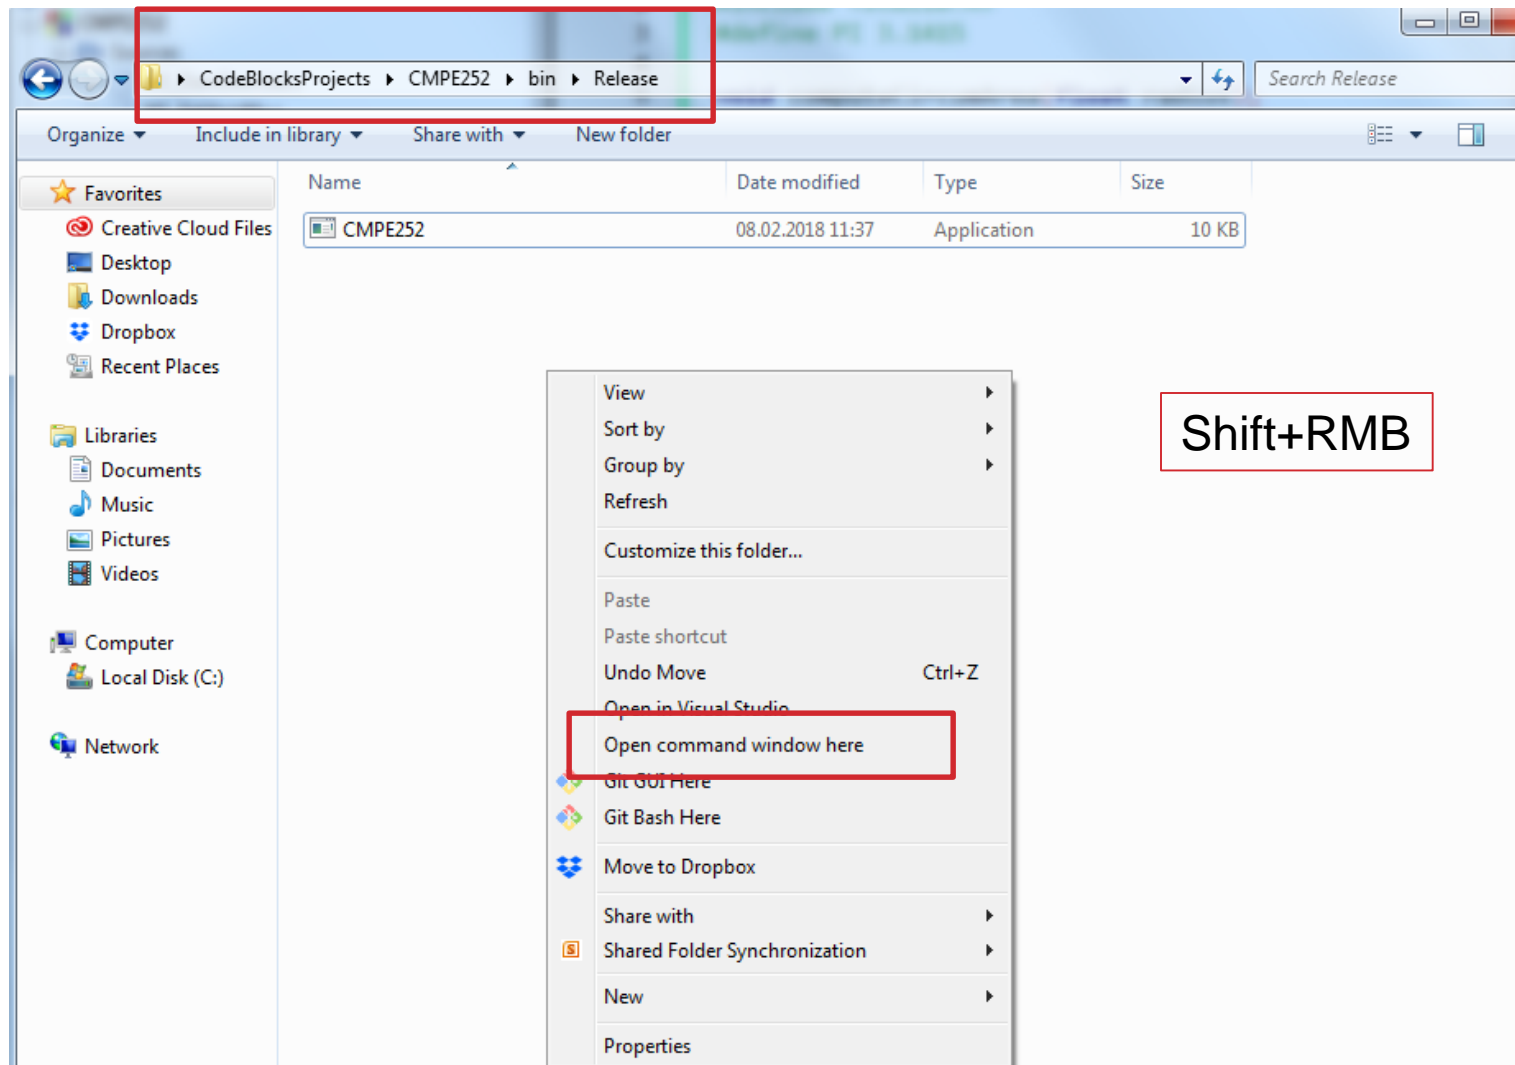 CodeBlocksProjects CMPE252 bin Release
Search Release
Organize Include in library Share with New folder
Name Date modified Type Size
CMPE252 08.02.2018 11:37 Application 10 KB
Favorites
Creative Cloud Files
Desktop
Downloads
Dropbox
Recent Places
Libraries
Documents
Music
Pictures
Videos
Computer
Local Disk (C:)
Network
View
Sort by
Group by
Refresh
Customize this folder...
Paste
Paste shortcut
Undo Move Ctrl+Z
Open in Visual Studio
Open command window here
Git GUI Here
Git Bash Here
Move to Dropbox
Share with
Shared Folder Synchronization
New
Properties
Shift+RMB